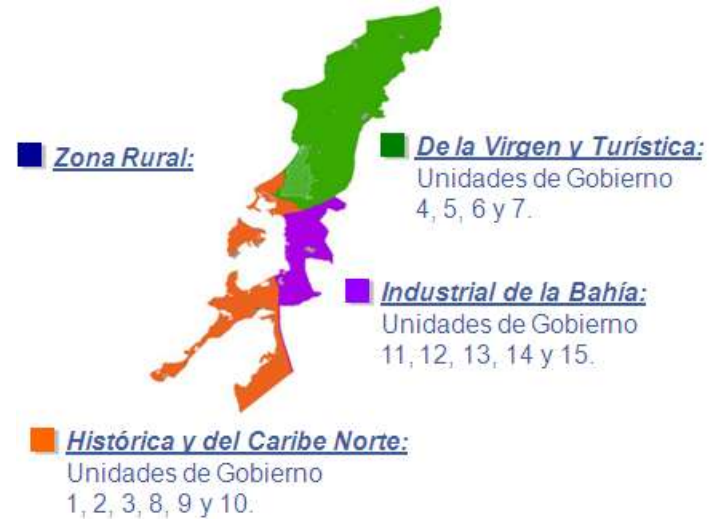 Zona Rural:
De la Virgen y Turística:
Unidades de Gobierno
4, 5, 6 y 7.
Industrial de la Bahía:
Unidades de Gobierno
11, 12, 13, 14 y 15.
Histórica y del Caribe Norte:
Unidades de Gobierno
1, 2, 3, 8, 9 y 10.